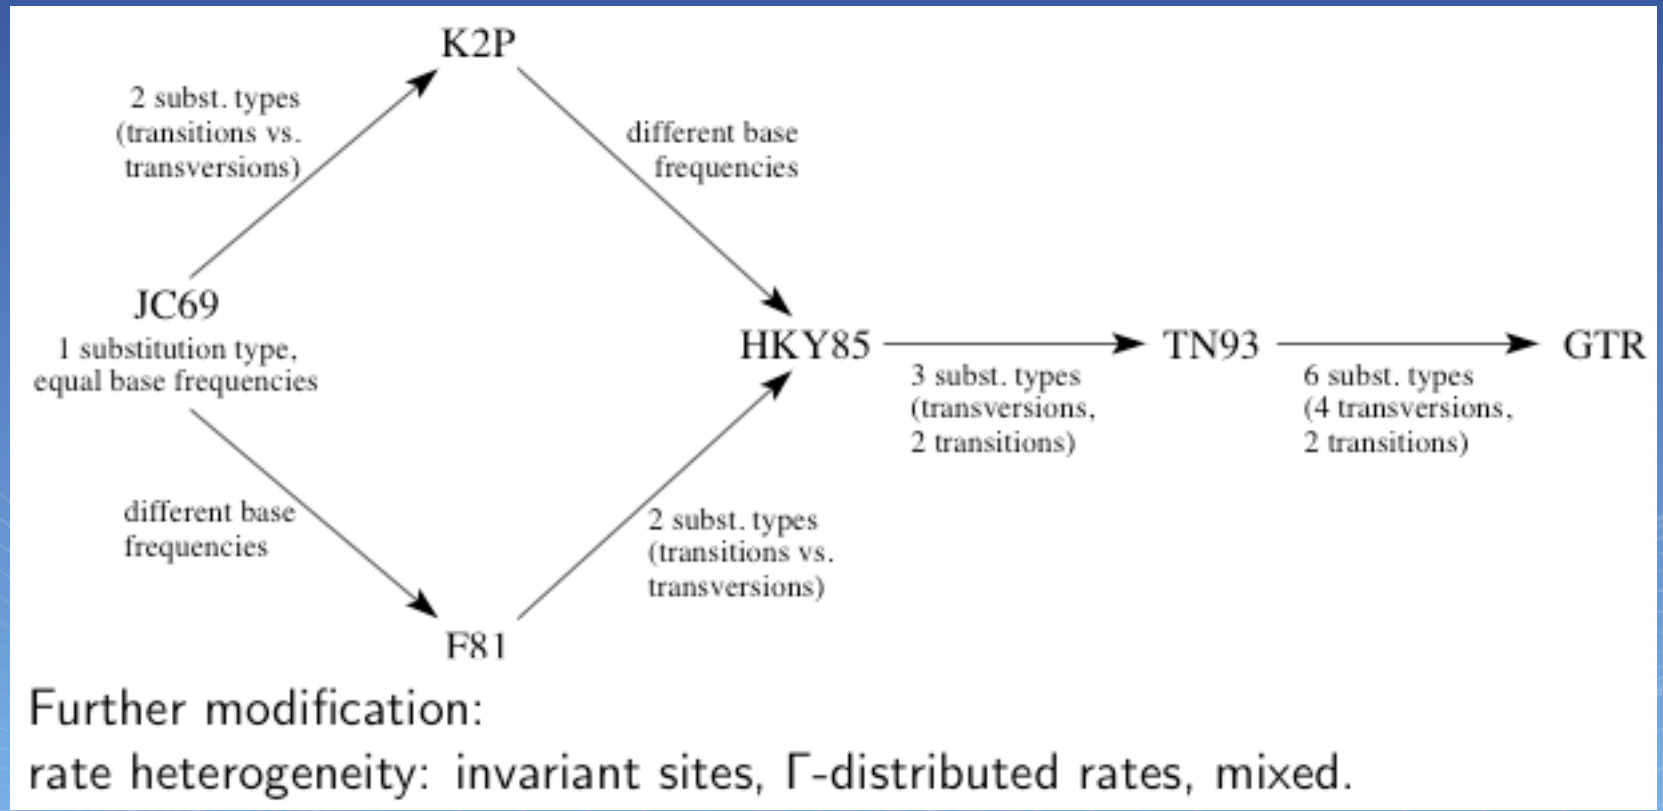 K2P
2 subst. types
(transitions vs.
transversions)
different base
frequencies
JC69
1 substitution type,
equal base frequencies
HKY85
TN93
GTR
3 subst. types
(transversions,
2 transitions)
6 subst. types
(4 transversions,
2 transitions)
different base
frequencies
2 subst. types
(transitions vs.
transversions)
F81
Further modification:
rate heterogeneity: invariant sites, Γ-distributed rates, mixed.